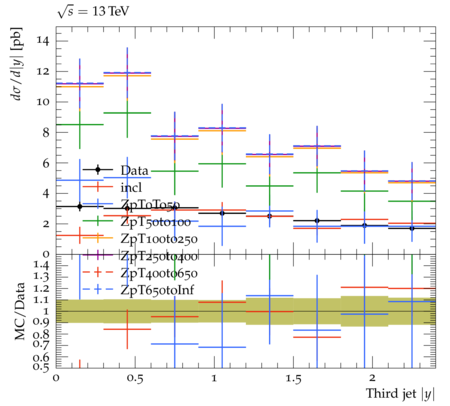 √s = 13 TeV
dσ/d|y| [pb]
14
12
10
8
6
4
2
0
Data
incl
ZpT0To50
ZpT50to100
ZpT100to250
ZpT250to400
ZpT400to650
ZpT650toInf
MC/Data
1.4
1.3
1.2
1.1
1
0.9
0.8
0.7
0.6
0.5
0
0.5
1
1.5
2
Third jet |y|